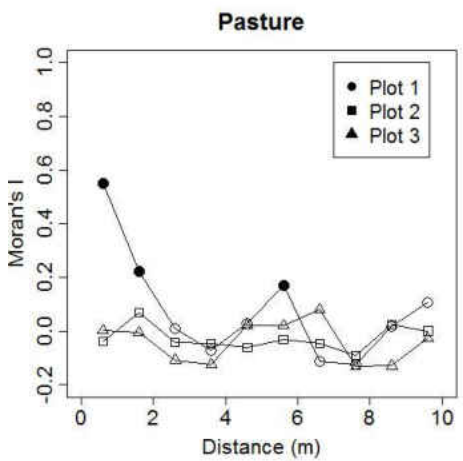 Pasture
Plot 1
Plot 2
Plot 3
Moran's I
1.0
0.8
0.6
0.4
0.2
0.0
-0.2
0 2 4 6 8 10
Distance (m)